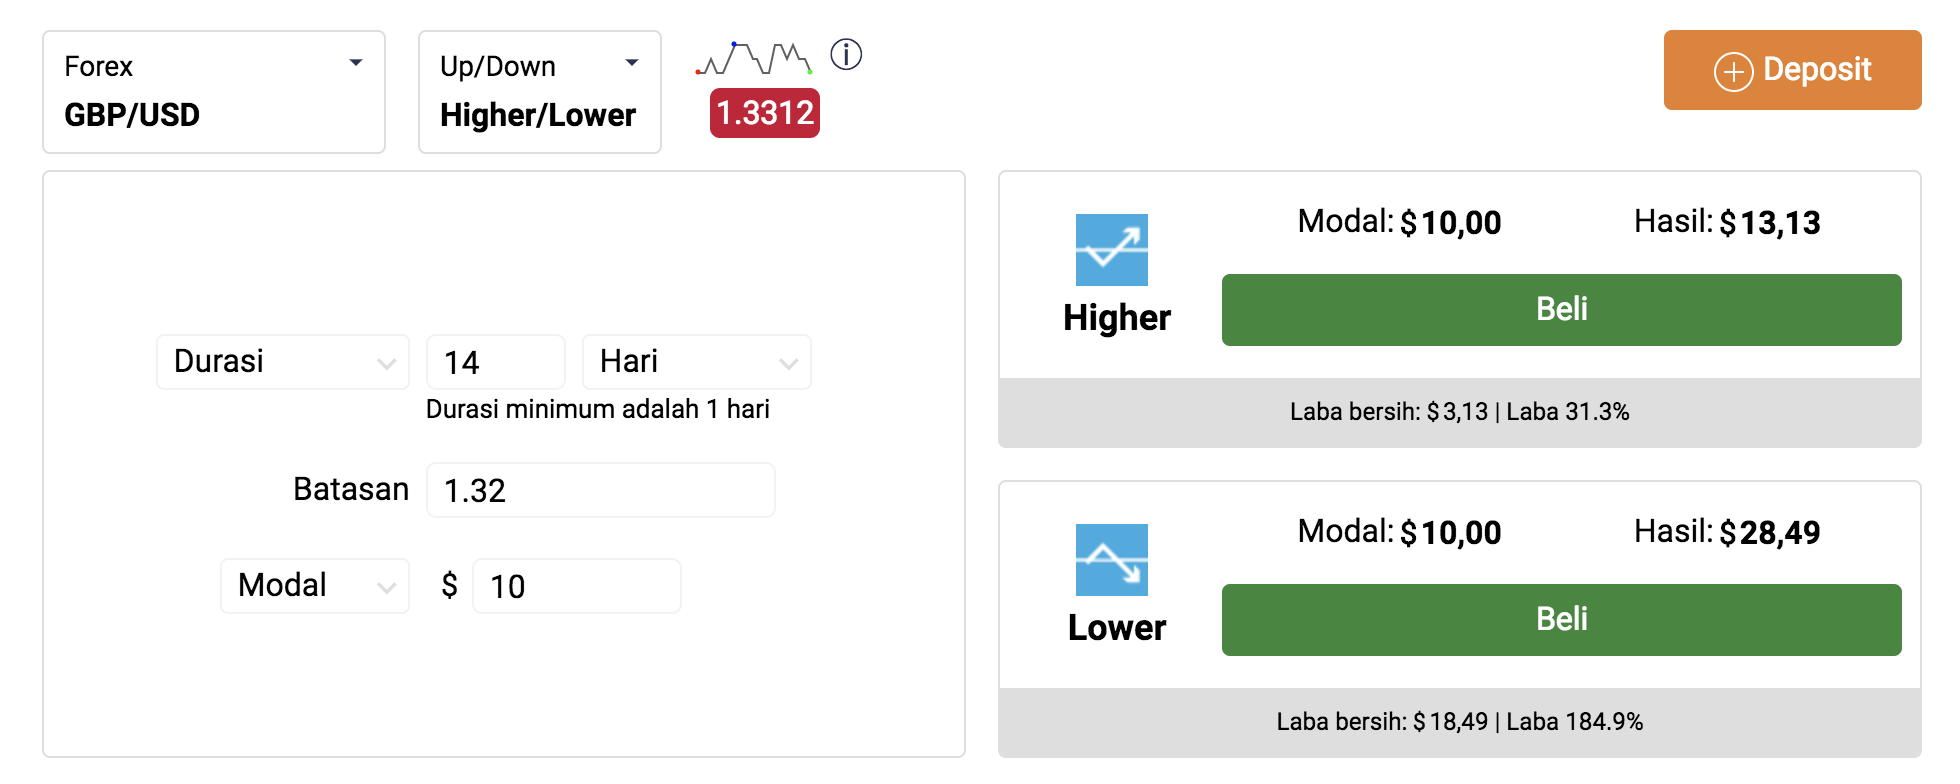 Forex
GBP/USD
Up/Down
Higher/Lower
1.3312
Deposit
Durasi 14 Hari
Durasi minimum adalah 1 hari
Batasan 1.32
Modal $ 10
Modal: $10,00 Hasil: $13,13
Higher
Beli
Laba bersih: $3,13 | Laba 31.3%
Modal: $10,00 Hasil: $28,49
Lower
Beli
Laba bersih: $18,49 | Laba 184.9%